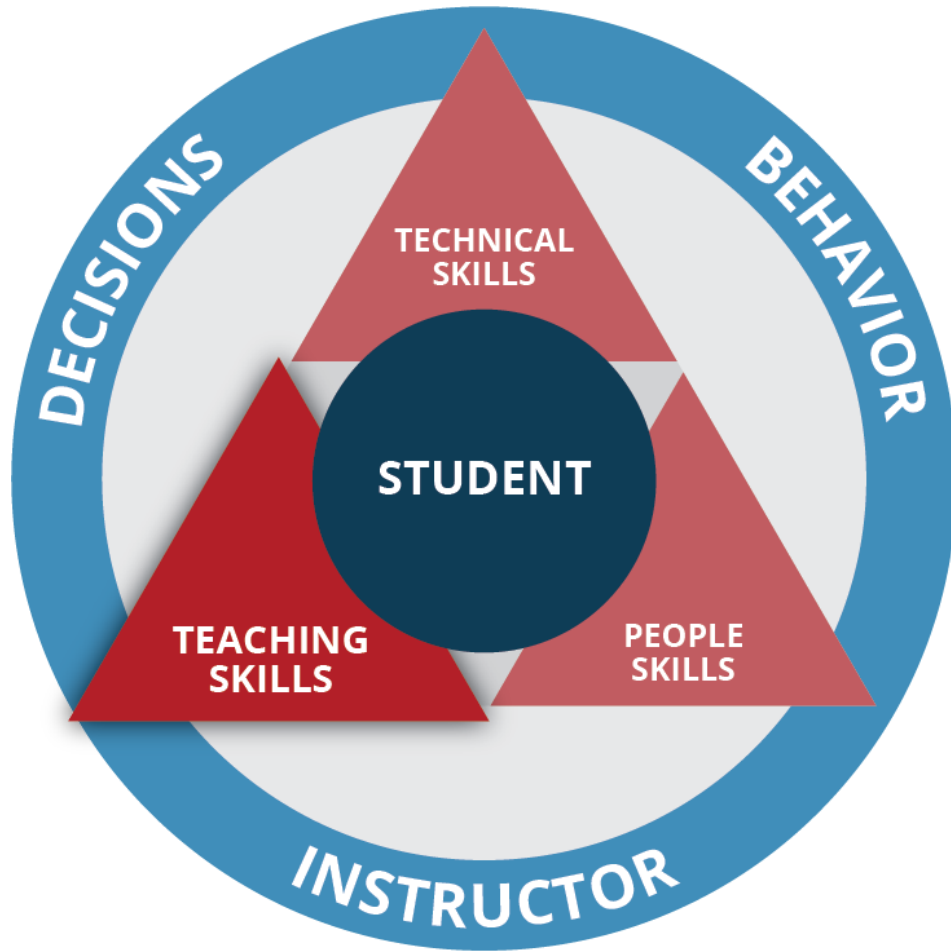 DECISIONS
BEHAVIOR
TECHNICAL
SKILLS
STUDENT
TEACHING
SKILLS
PEOPLE
SKILLS
INSTRUCTOR